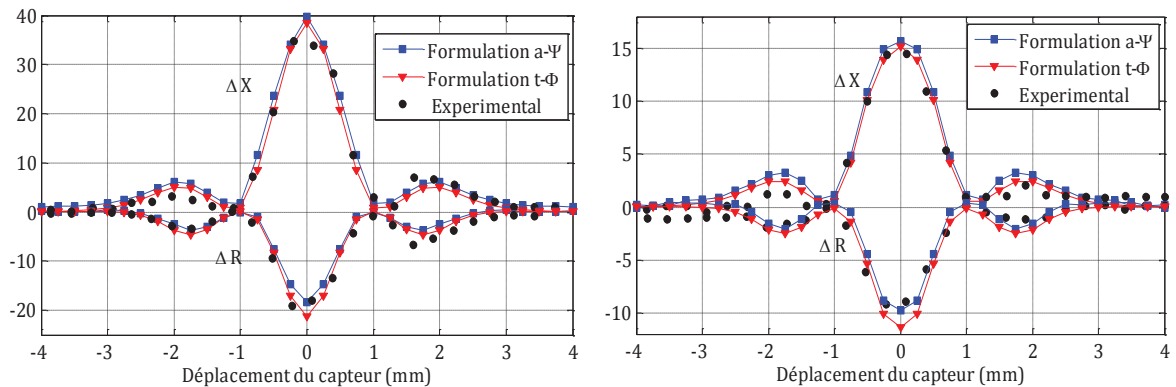 40
30
20
10
0
-10
-20
-4 -3 -2 -1 0 1 2 3 4
Déplacement du capteur (mm)
Formulation a-Ψ
Formulation t-Φ
Experimental
ΔX
ΔR
15
10
5
0
-5
-10
-4 -3 -2 -1 0 1 2 3 4
Déplacement du capteur (mm)
Formulation a-Ψ
Formulation t-Φ
Experimental
ΔX
ΔR